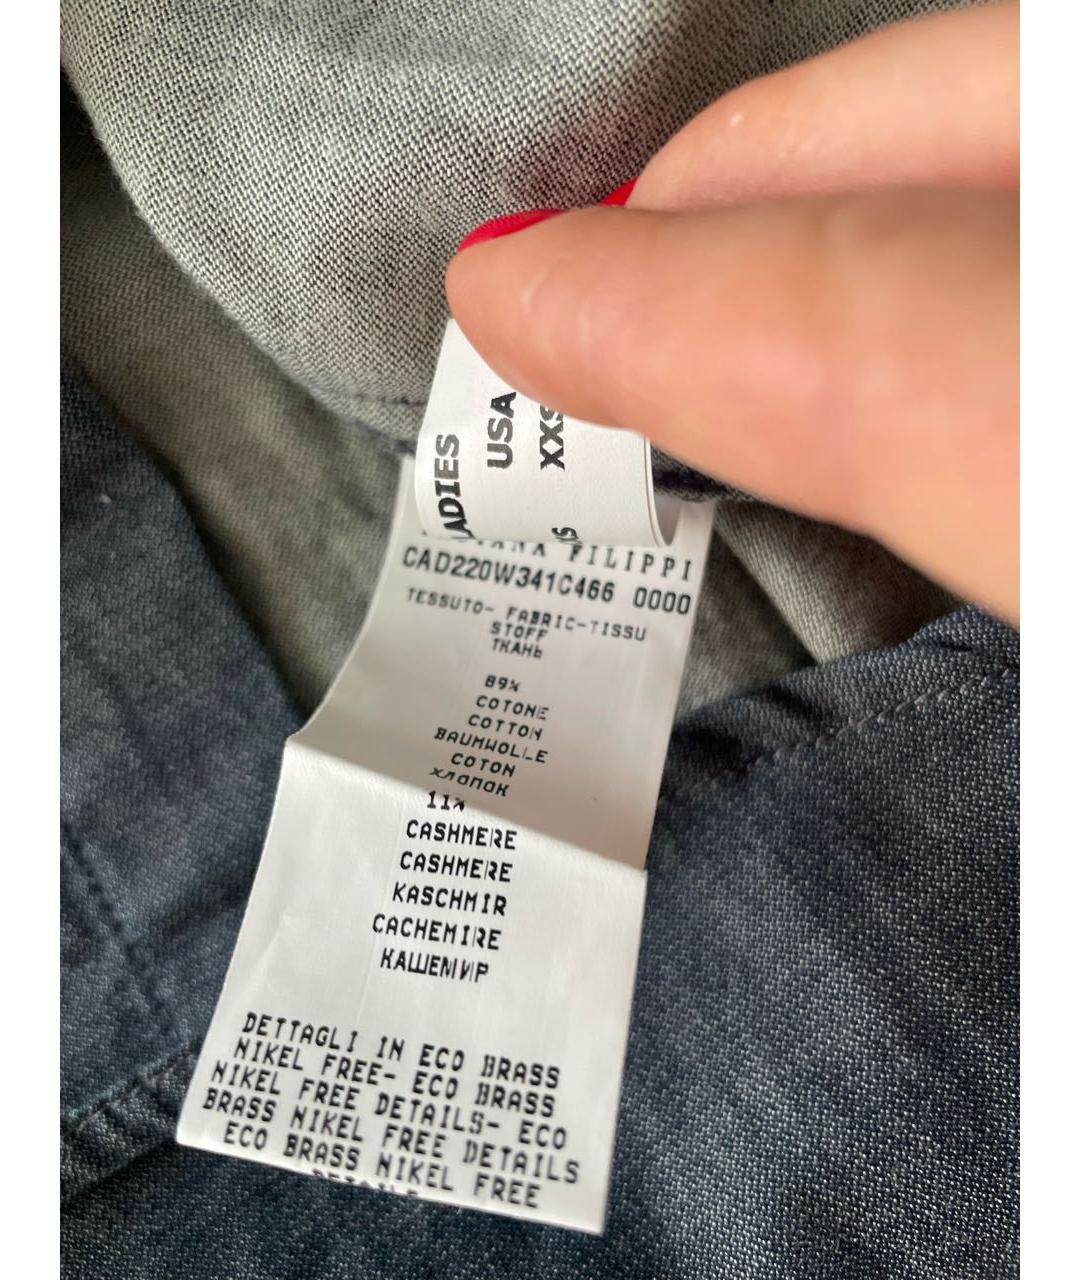 LADIES
USA
XXS
FILIPPI
CAD220W341C466 0000
TESSUTO- FABRIC-TISSU
STOFF
ТКАНЬ
89%
COTONE
COTTON
BAUMWOLLE
COTON
ХЛОПОК
11%
CASHMERE
CASHMERE
KASCHMIR
CACHEMIRE
КАШЕМИР
DETTAGLI IN ECO BRASS
NIKEL FREE- ECO BRASS
NIKEL FREE DETAILS- ECO
BRASS NIKEL FREE DETAILS
ECO BRASS NIKEL FREE